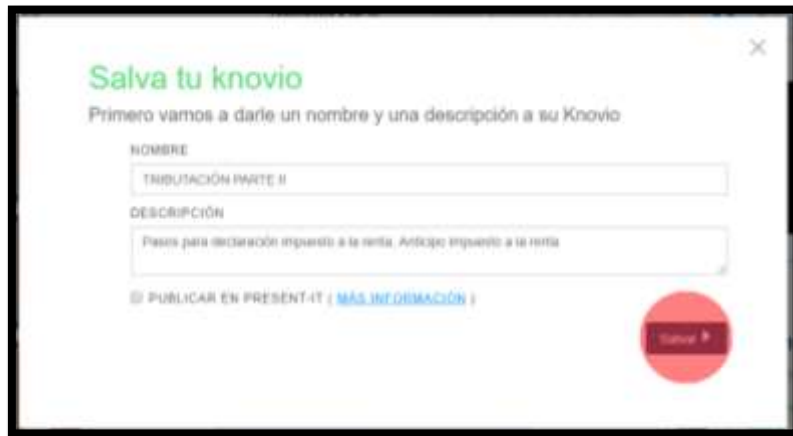 Salva tu knovio
Primero vamos a darle un nombre y una descripción a su Knovio
NOMBRE
TRIBUTACIÓN PARTE II
DESCRIPCIÓN
Pasos para declaración impuesto a la renta, Anticipo impuesto a la renta
PUBLICAR EN PRESENT-IT ( MÁS INFORMACIÓN )
Salvar